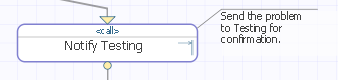 Send the problem
to Testing for
confirmation.
«call»
Notify Testing